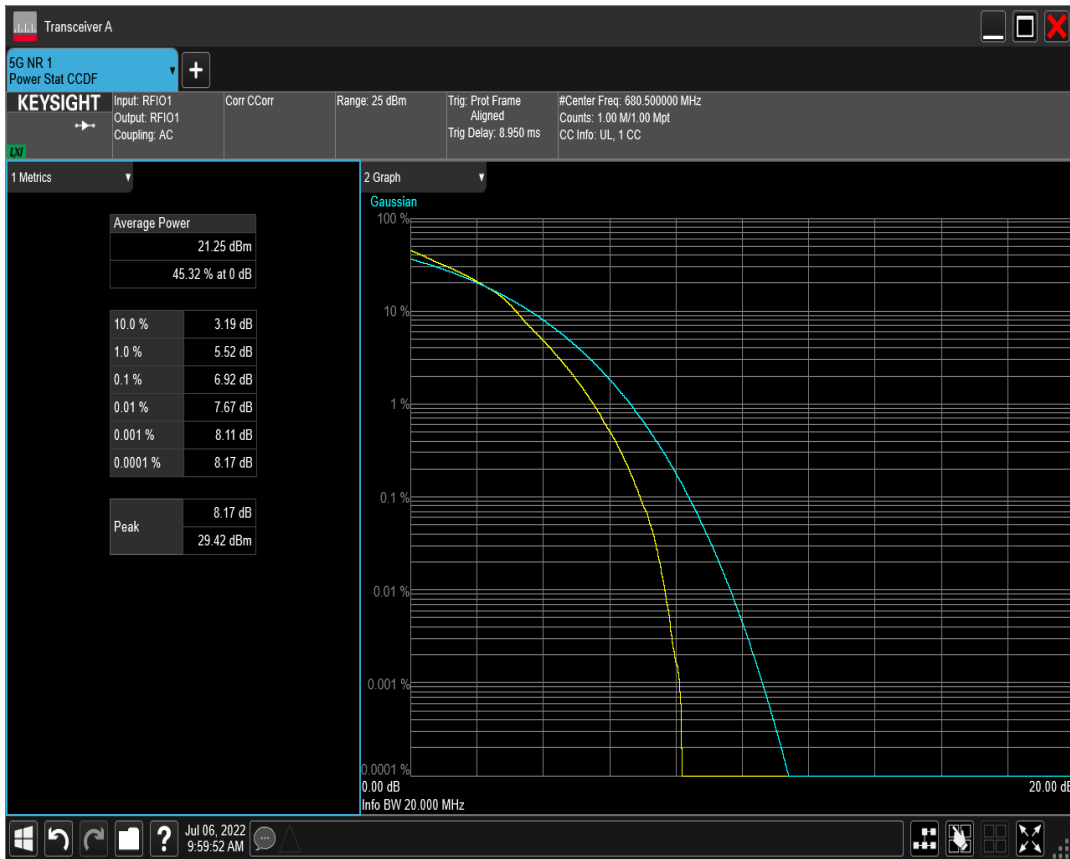 Transceiver A
5G NR 1
Power Stat CCDF
KEYSIGHT
LXI
Input: RFIO1
Output: RFIO1
Coupling: AC
Corr CCorr
Range: 25 dBm
Trig: Prot Frame
Aligned
Trig Delay: 8.950 ms
#Center Freq: 680.500000 MHz
Counts: 1.00 M/1.00 Mpt
CC Info: UL, 1 CC
1 Metrics
Average Power
21.25 dBm
45.32 % at 0 dB
10.0 % 3.19 dB
1.0 % 5.52 dB
0.1 % 6.92 dB
0.01 % 7.67 dB
0.001 % 8.11 dB
0.0001 % 8.17 dB
Peak
8.17 dB
29.42 dBm
2 Graph
Gaussian
100 %
10 %
1 %
0.1 %
0.01 %
0.001 %
0.0001 %
0.00 dB
20.00 dB
Info BW 20.000 MHz
?
Jul 06, 2022
9:59:52 AM